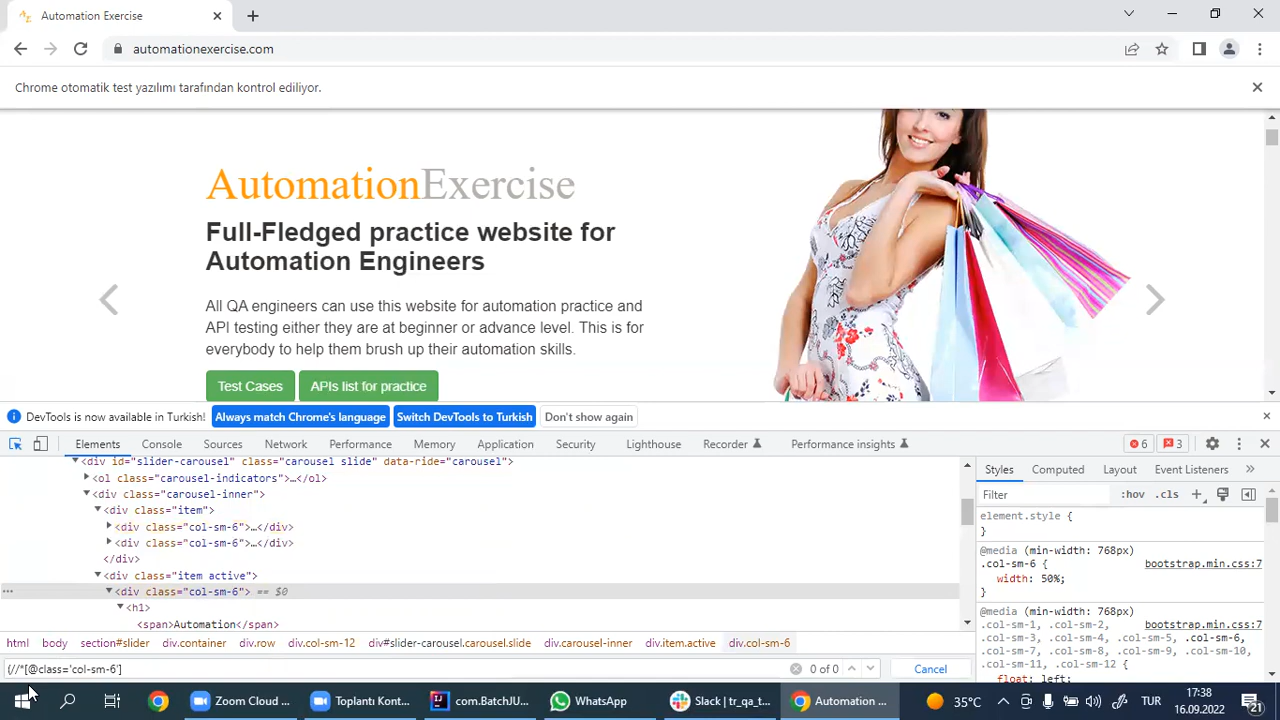 Automation Exercise
automationexercise.com
Chrome otomatik test yazılımı tarafından kontrol ediliyor.
AutomationExercise
Full-Fledged practice website for
Automation Engineers
All QA engineers can use this website for automation practice and
API testing either they are at beginner or advance level. This is for
everybody to help them brush up their automation skills.
Test Cases APIs list for practice
DevTools is now available in Turkish! Always match Chrome's language Switch DevTools to Turkish Don't show again
Elements Console Sources Network Performance Memory Application Security Lighthouse Recorder Performance insights 6 3
<div id="slider-carousel" class="carousel slide" data-ride="carousel">
<ol class="carousel-indicators">…</ol>
<div class="carousel-inner">
<div class="item">
<div class="col-sm-6">…</div>
<div class="col-sm-6">…</div>
</div>
<div class="item active">
<div class="col-sm-6"> == $0
<h1>
<span>Automation</span>
html body section#slider div.container div.row div.col-sm-12 div#slider-carousel.carousel.slide div.carousel-inner div.item.active div.col-sm-6
(//*[@class='col-sm-6'] 0 of 0 Cancel
Styles Computed Layout Event Listeners »
Filter :hov .cls
element.style {
}
@media (min-width: 768px)
.col-sm-6 { bootstrap.min.css:7
width: 50%;
}
@media (min-width: 768px)
.col-sm-1, .col-sm-2, bootstrap.min.css:7
.col-sm-3, .col-sm-4, .col-sm-5, .col-sm-6,
.col-sm-7, .col-sm-8, .col-sm-9, .col-sm-10,
.col-sm-11, .col-sm-12 {
float: left;
Zoom Cloud ... Toplantı Kont... com.BatchJU... WhatsApp Slack | tr_qa_t... Automation ... 35°C TUR 17:38
16.09.2022
21